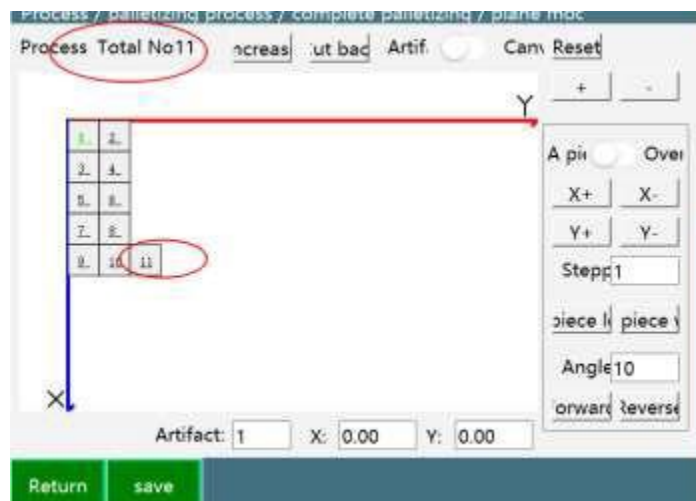 Process / palletizing process / complete palletizing / plane moc
Process Total No11 ncreas ut bac Artif. Canv Reset
+ -
Y
1. 2.
3. 4.
5. 6.
7. 8.
9. 10 11
X
A pie Over
X+ X-
Y+ Y-
Stepp 1
piece l piece
Angle 10
orward Reverse
Artifact: 1 X: 0.00 Y: 0.00
Return save